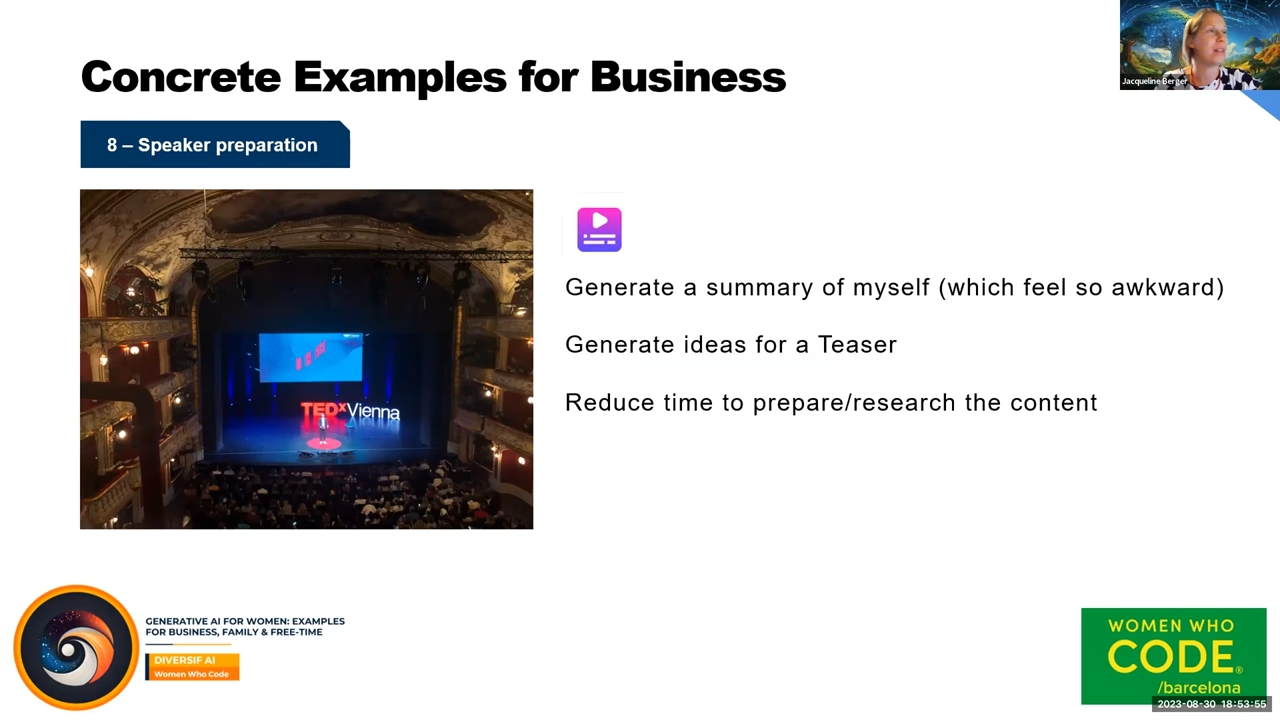 Concrete Examples for Business
Jacqueline Berger
8 – Speaker preparation
TEDxVienna
Generate a summary of myself (which feel so awkward)
Generate ideas for a Teaser
Reduce time to prepare/research the content
GENERATIVE AI FOR WOMEN: EXAMPLES
FOR BUSINESS, FAMILY & FREE-TIME
DIVERSIF AI
Women Who Code
WOMEN WHO
CODE®
/barcelona
2023-08-30 18:53:55